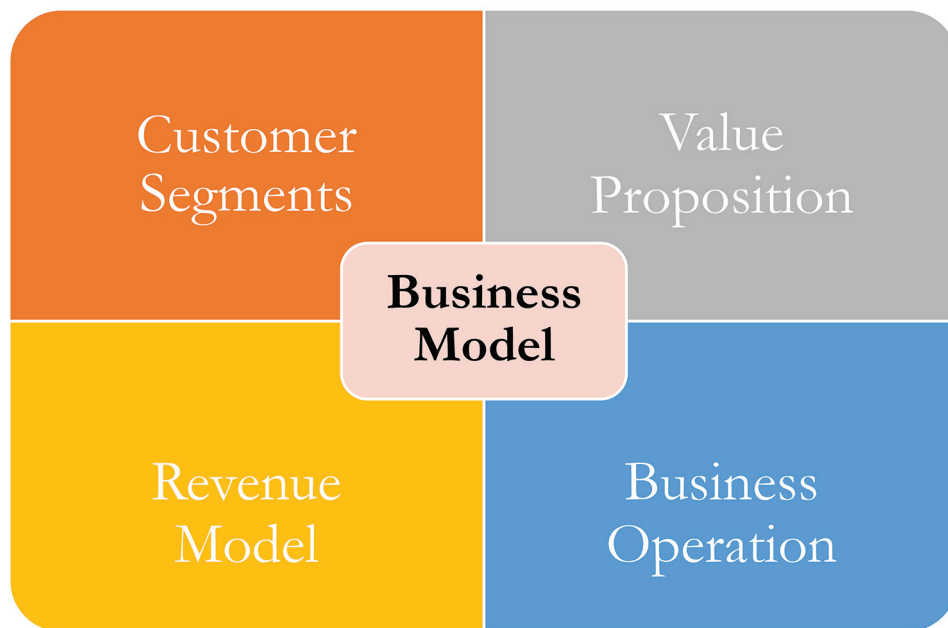 Customer
Segments
Value
Proposition
Business
Model
Revenue
Model
Business
Operation